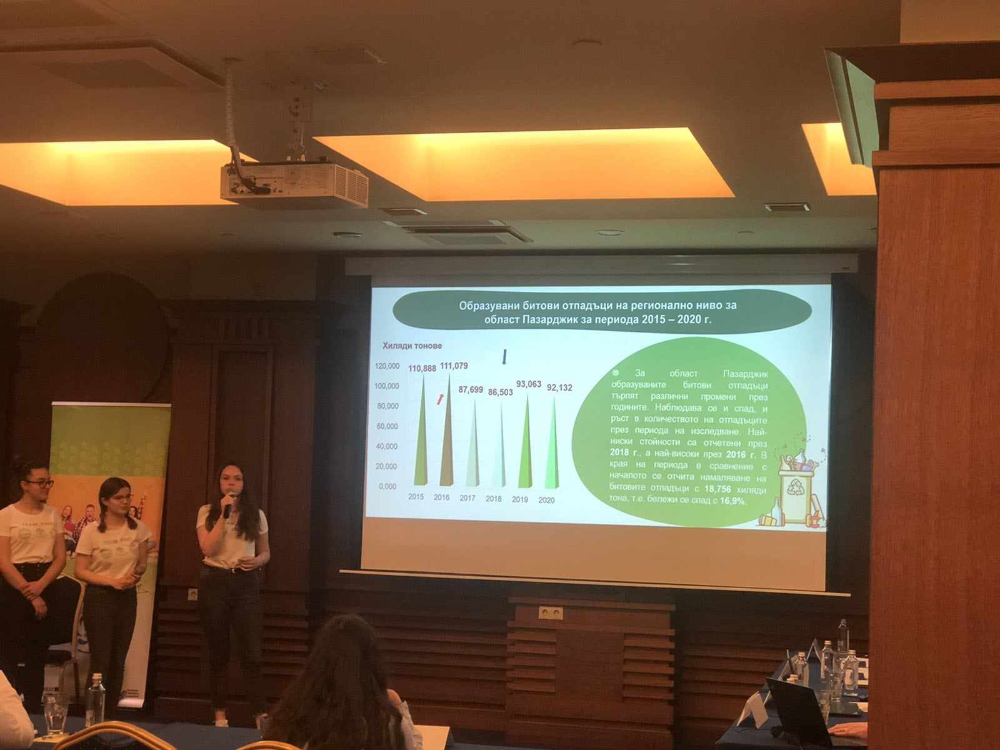 Образувани битови отпадъци на регионално ниво за
област Пазарджик за периода 2015 – 2020 г.
Хиляди тонове
120,000
100,000
80,000
60,000
40,000
20,000
0,000
110,888
111,079
87,699
86,503
93,063
92,132
2015
2016
2017
2018
2019
2020
За област Пазарджик
образуваните битови отпадъци
търпят различни промени през
годините. Наблюдава се и спад, и
ръст в количеството на отпадъците
през периода на изследване. Най-
ниски стойности са отчетени през
2018 г., а най-високи през 2016 г. В
края на периода в сравнение с
началото се отчита намаляване на
битовите отпадъци с 18,756 хиляди
тона, т.е. бележи се спад с 16,9%.